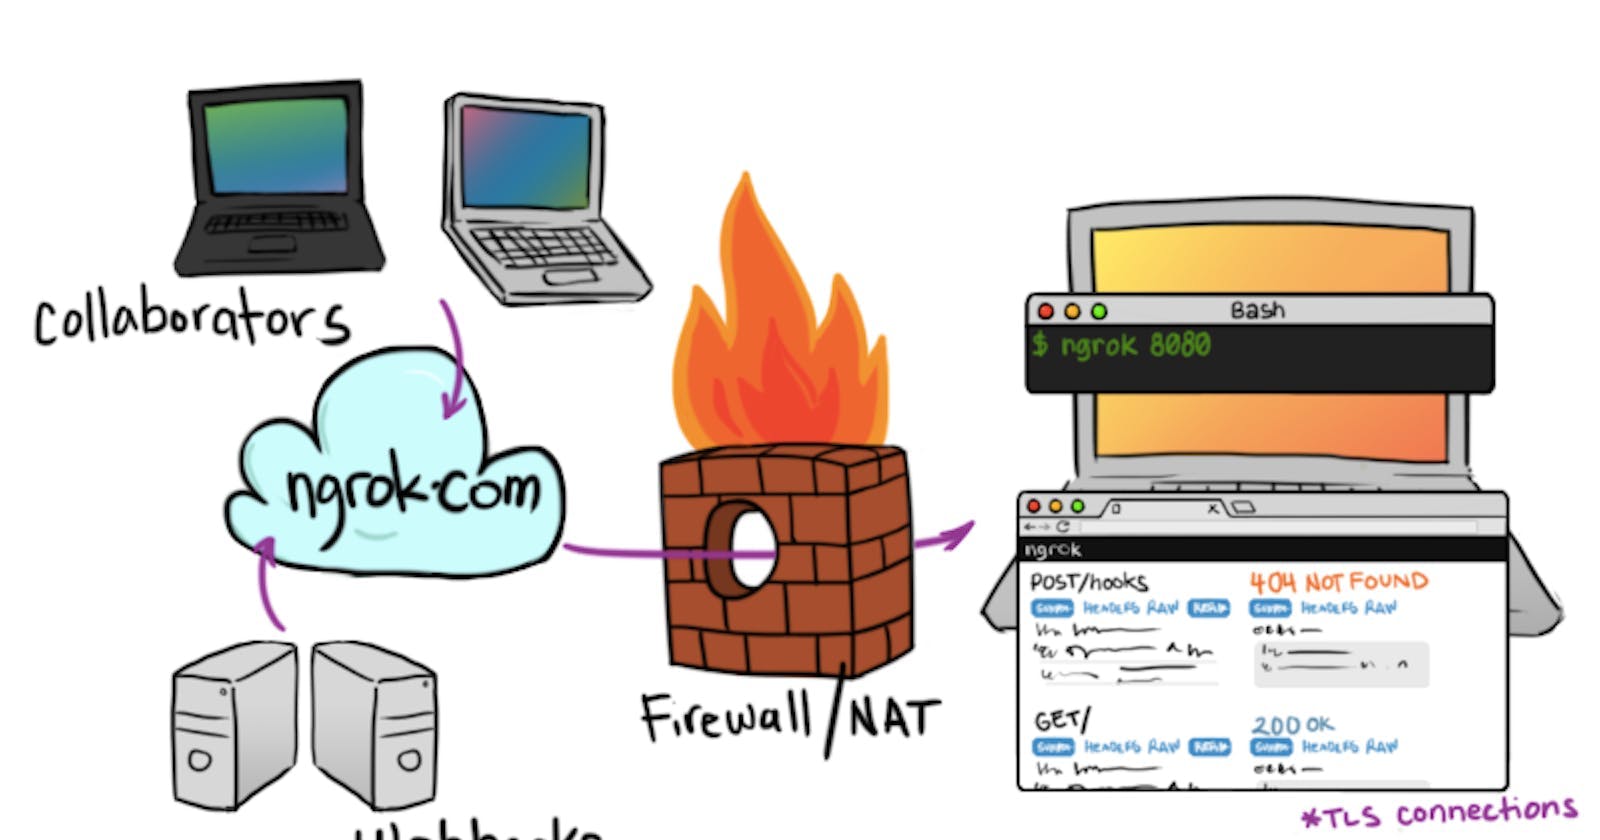 Collaborators
ngrok.com
Firewall/NAT
Bash
$ ngrok 8080
ngrok
POST/hooks
404 NOT FOUND
HEADERS RAW
HEADERS RAW
GET/
200 OK
HEADERS RAW
HEADERS RAW
*TLS connections